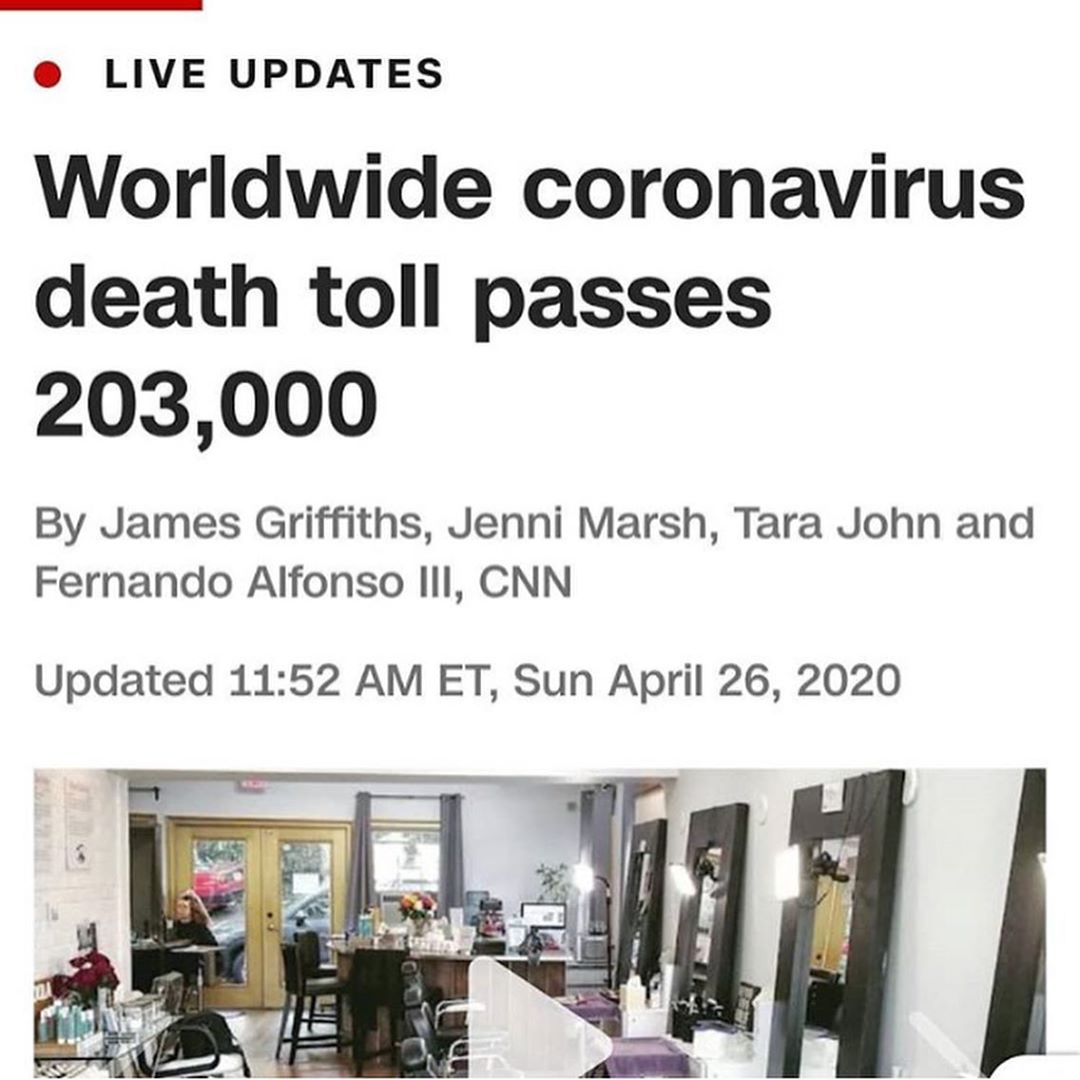 LIVE UPDATES
Worldwide coronavirus
death toll passes
203,000
By James Griffiths, Jenni Marsh, Tara John and
Fernando Alfonso III, CNN
Updated 11:52 AM ET, Sun April 26, 2020